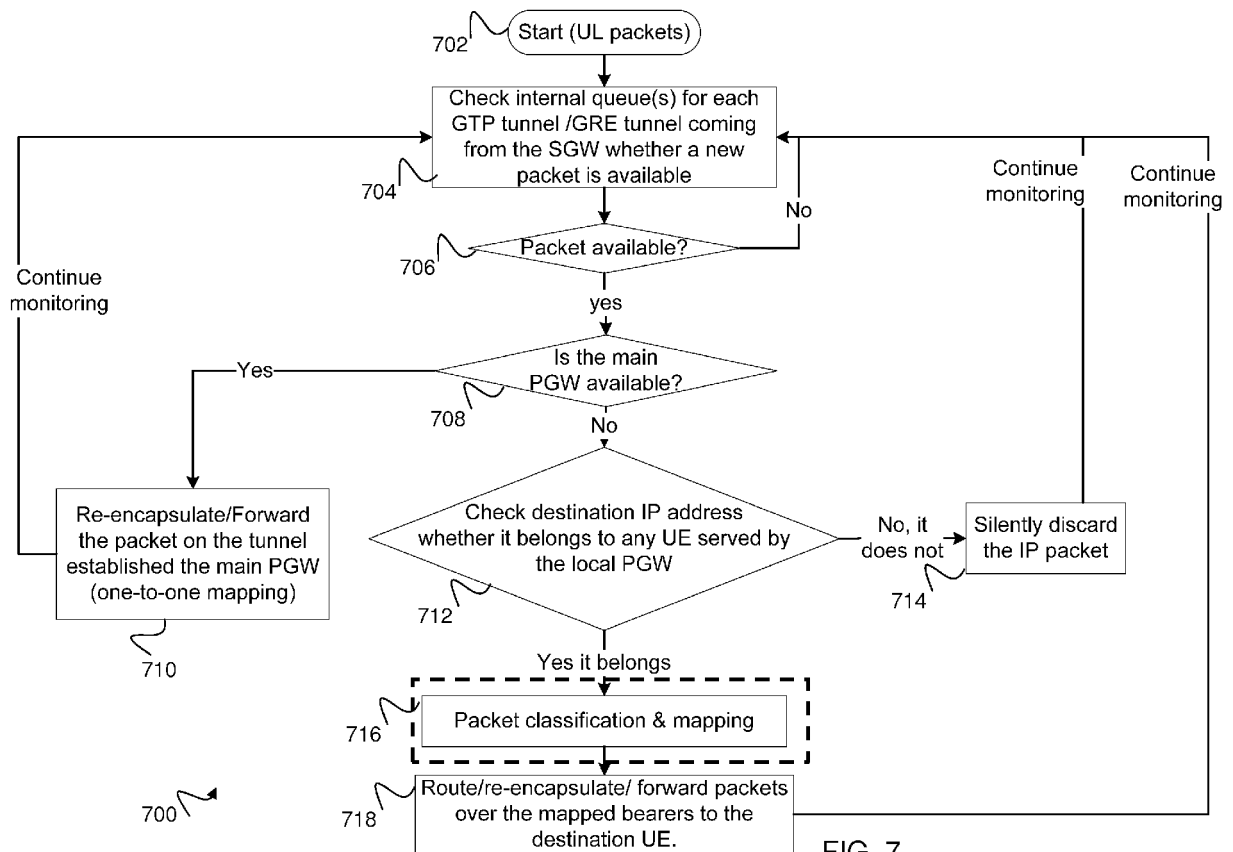 702
Start (UL packets)
Check internal queue(s) for each
GTP tunnel /GRE tunnel coming
from the SGW whether a new
packet is available
704
No
Continue
monitoring
Continue
monitoring
Packet available?
706
yes
Continue
monitoring
Is the main
PGW available?
Yes
708
No
Re-encapsulate/Forward
the packet on the tunnel
established the main PGW
(one-to-one mapping)
710
Check destination IP address
whether it belongs to any UE served by
the local PGW
712
No, it
does not
Silently discard
the IP packet
714
Yes it belongs
Packet classification & mapping
716
Route/re-encapsulate/ forward packets
over the mapped bearers to the
destination UE.
718
700
FIG. 7